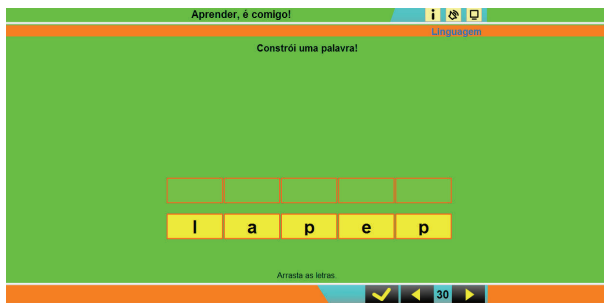 Aprender, é comigo!
Linguagem
Constrói uma palavra!
l a p e p
Arrasta as letras.
30